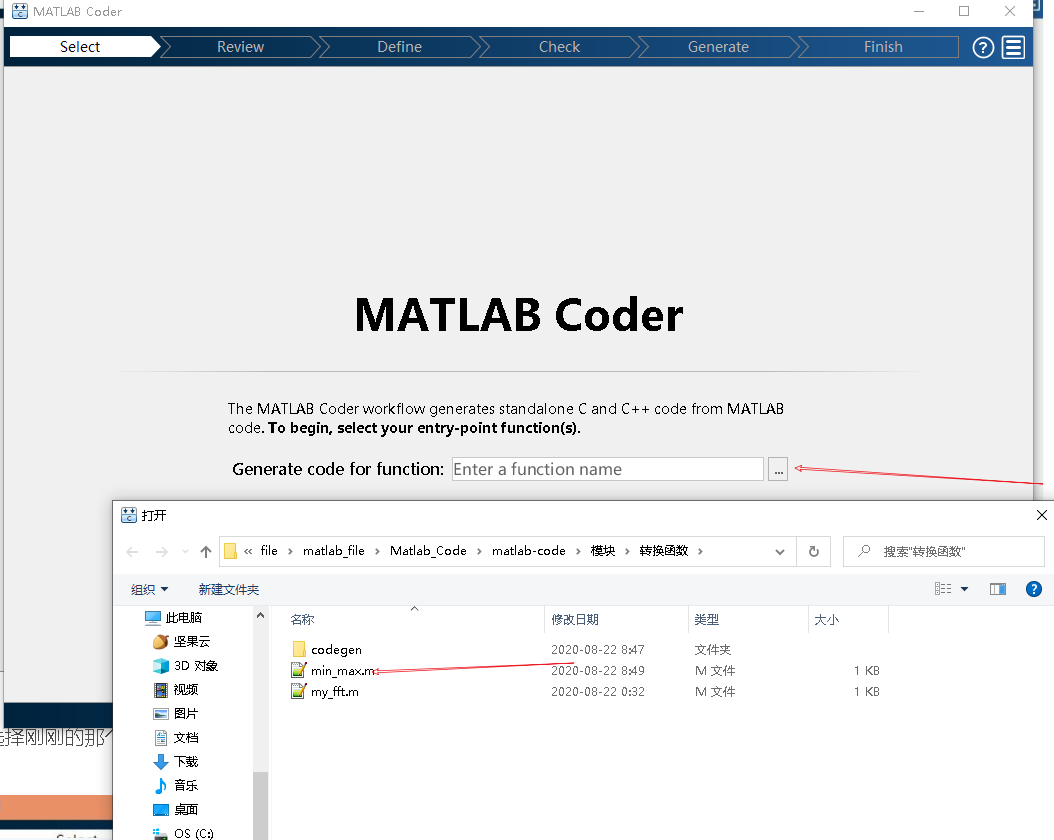 MATLAB Coder
Select Review Define Check Generate Finish
MATLAB Coder
The MATLAB Coder workflow generates standalone C and C++ code from MATLAB
code. To begin, select your entry-point function(s).
Generate code for function: Enter a function name ...
打开
« file › matlab_file › Matlab_Code › matlab-code › 模块 › 转换函数 ›
搜索"转换函数"
组织 新建文件夹
名称 修改日期 类型 大小
此电脑
坚果云
3D 对象
视频
图片
文档
下载
音乐
桌面
OS (C:)
codegen 2020-08-22 8:47 文件夹
min_max.m 2020-08-22 8:49 M 文件 1 KB
my_fft.m 2020-08-22 0:32 M 文件 1 KB
选择刚刚的那个